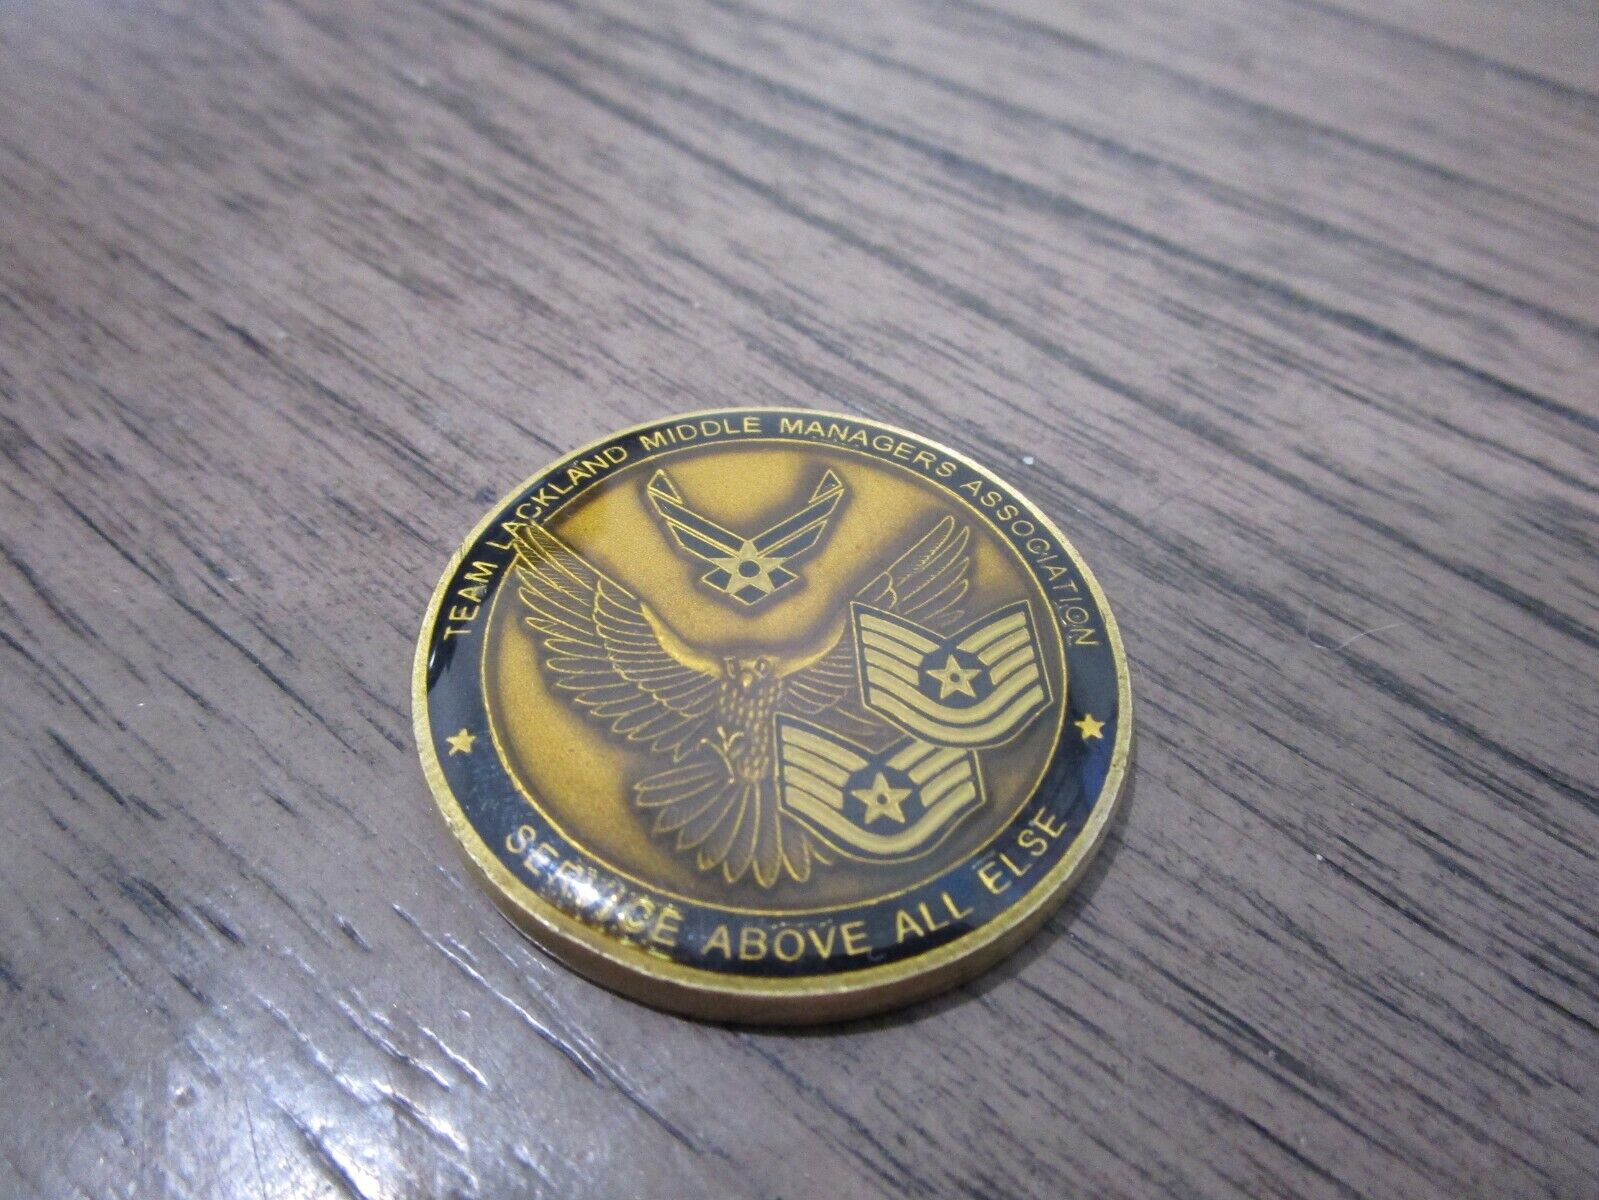 TEAM LACKLAND MIDDLE MANAGERS ASSOCIATION
SERVICE ABOVE ALL ELSE